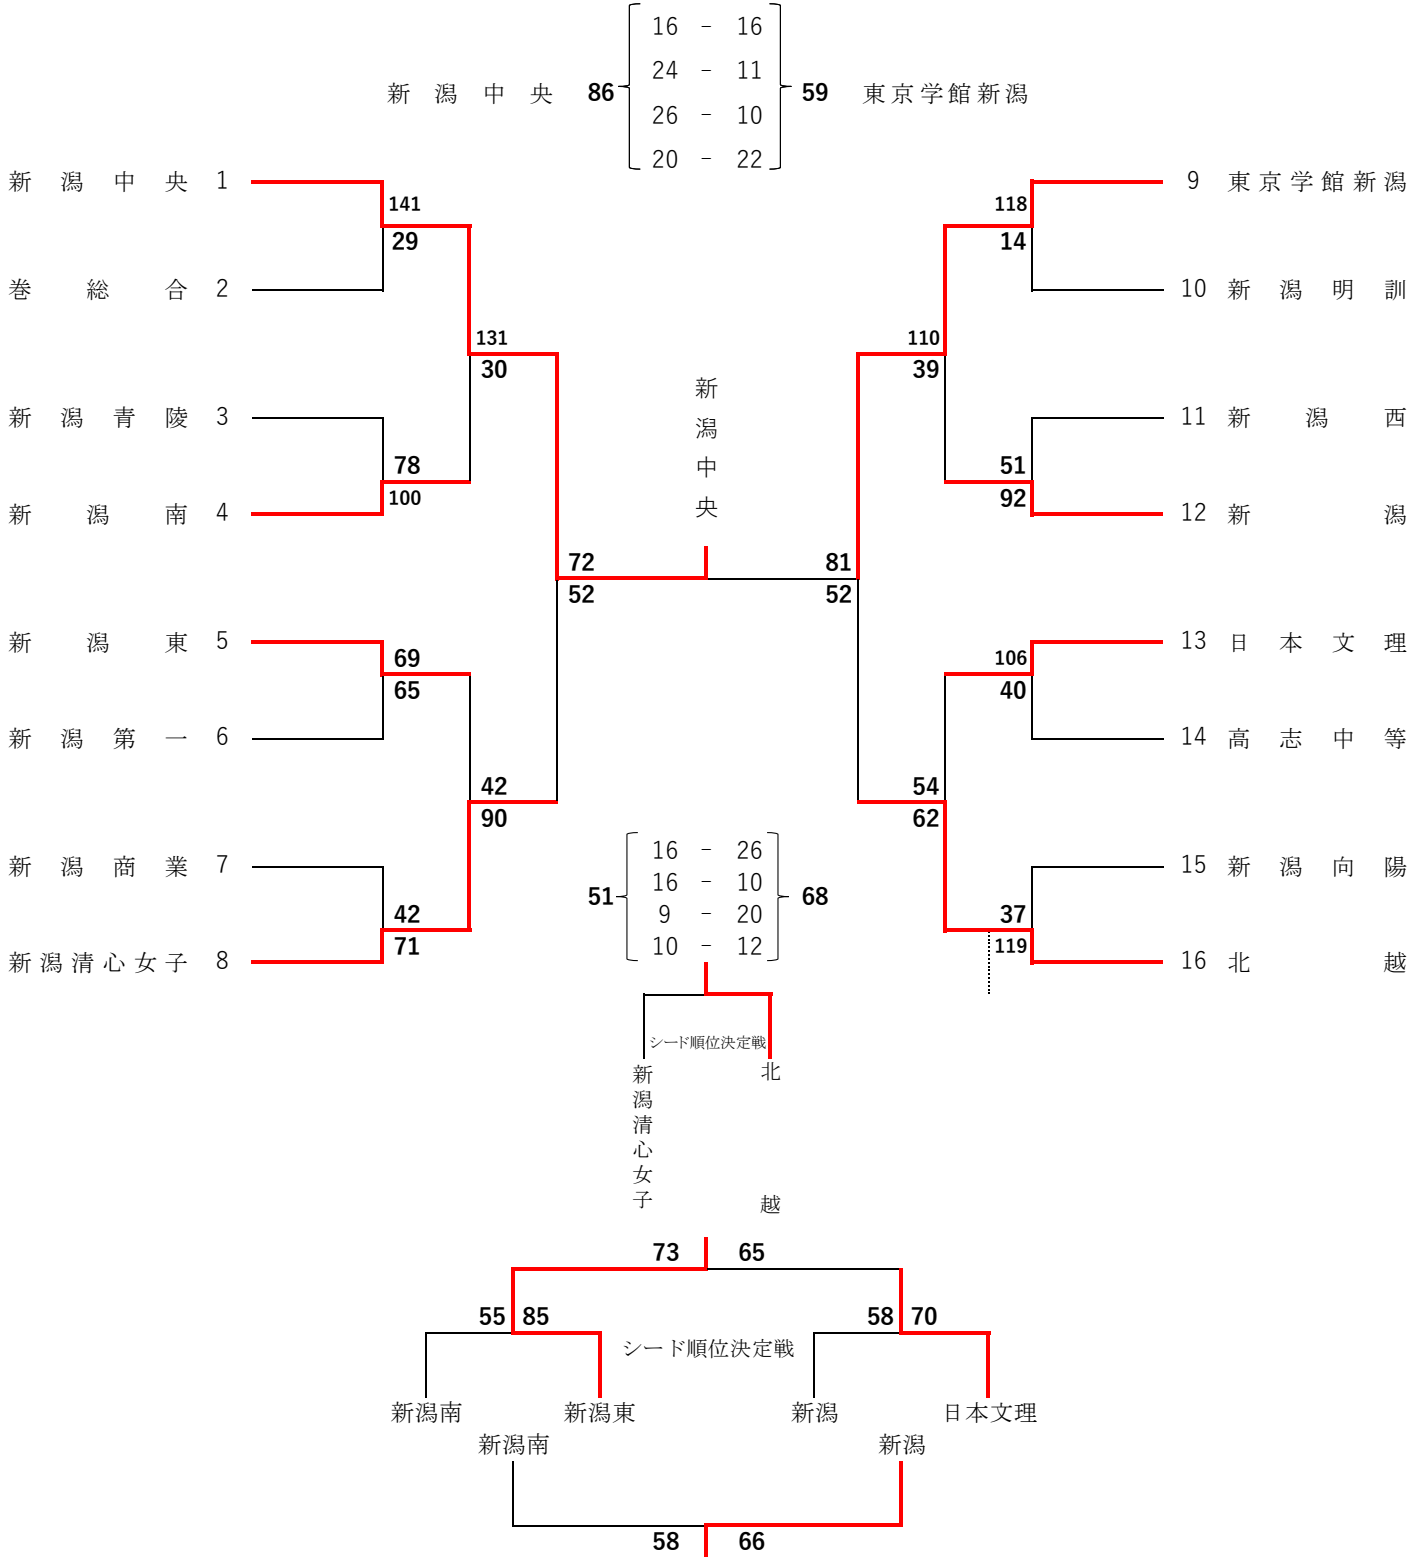 16 － 16
24 － 11
新潟中央 86 59 東京学館新潟
26 － 10
20 － 22
新潟中央 1
9 東京学館新潟
141
118
29
14
巻総合 2
10 新潟明訓
131
110
30
39
新潟中央
新潟青陵 3
11 新潟西
78
51
100
92
新潟南 4
12 新潟
72
81
52
52
新潟東 5
13 日本文理
69
106
65
40
新潟第一 6
14 高志中等
42
54
90
62
新潟商業 7
15 新潟向陽
42
37
71
119
新潟清心女子 8
16 北越
16 － 26
16 － 10
51 68
9 － 20
10 － 12
シード順位決定戦
新潟清心女子
北越
73 65
55 85
58 70
シード順位決定戦
新潟南 新潟東 新潟 日本文理
新潟南 新潟
58 66